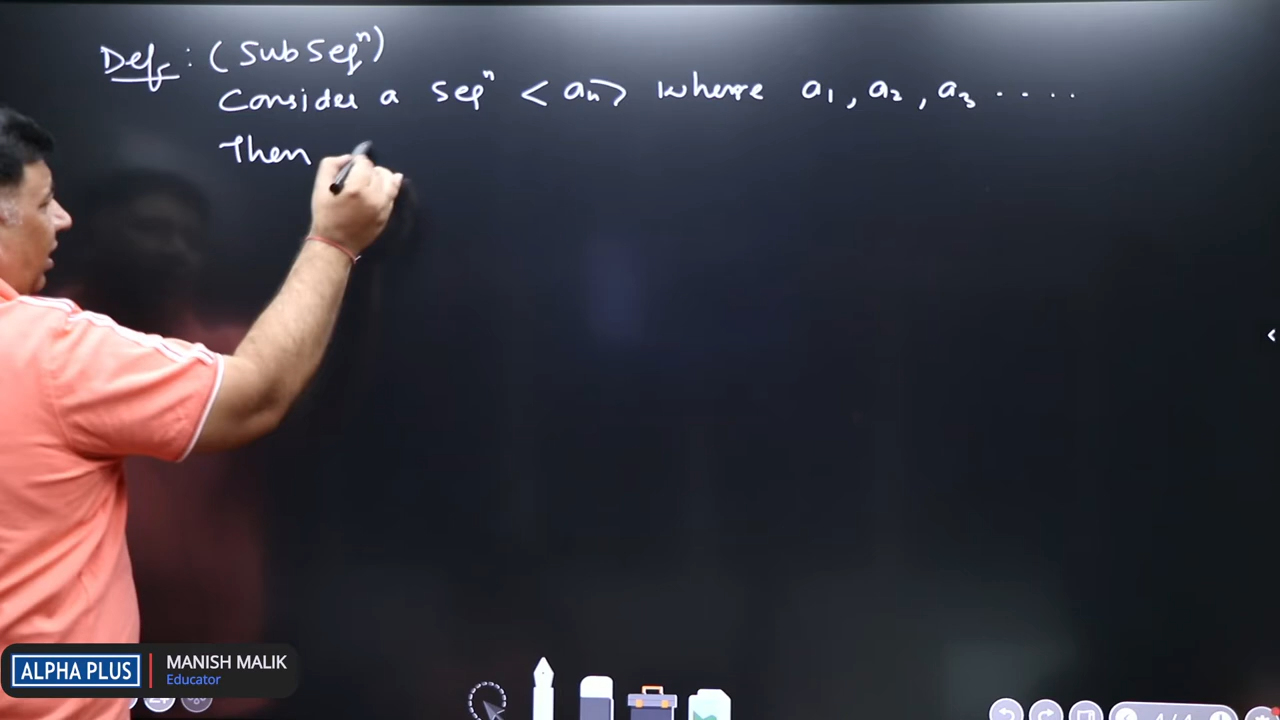 Def : (SubSeqⁿ)
Consider a Seqⁿ <an> where a1, a2, a3 ....
Then
ALPHA PLUS
MANISH MALIK
Educator